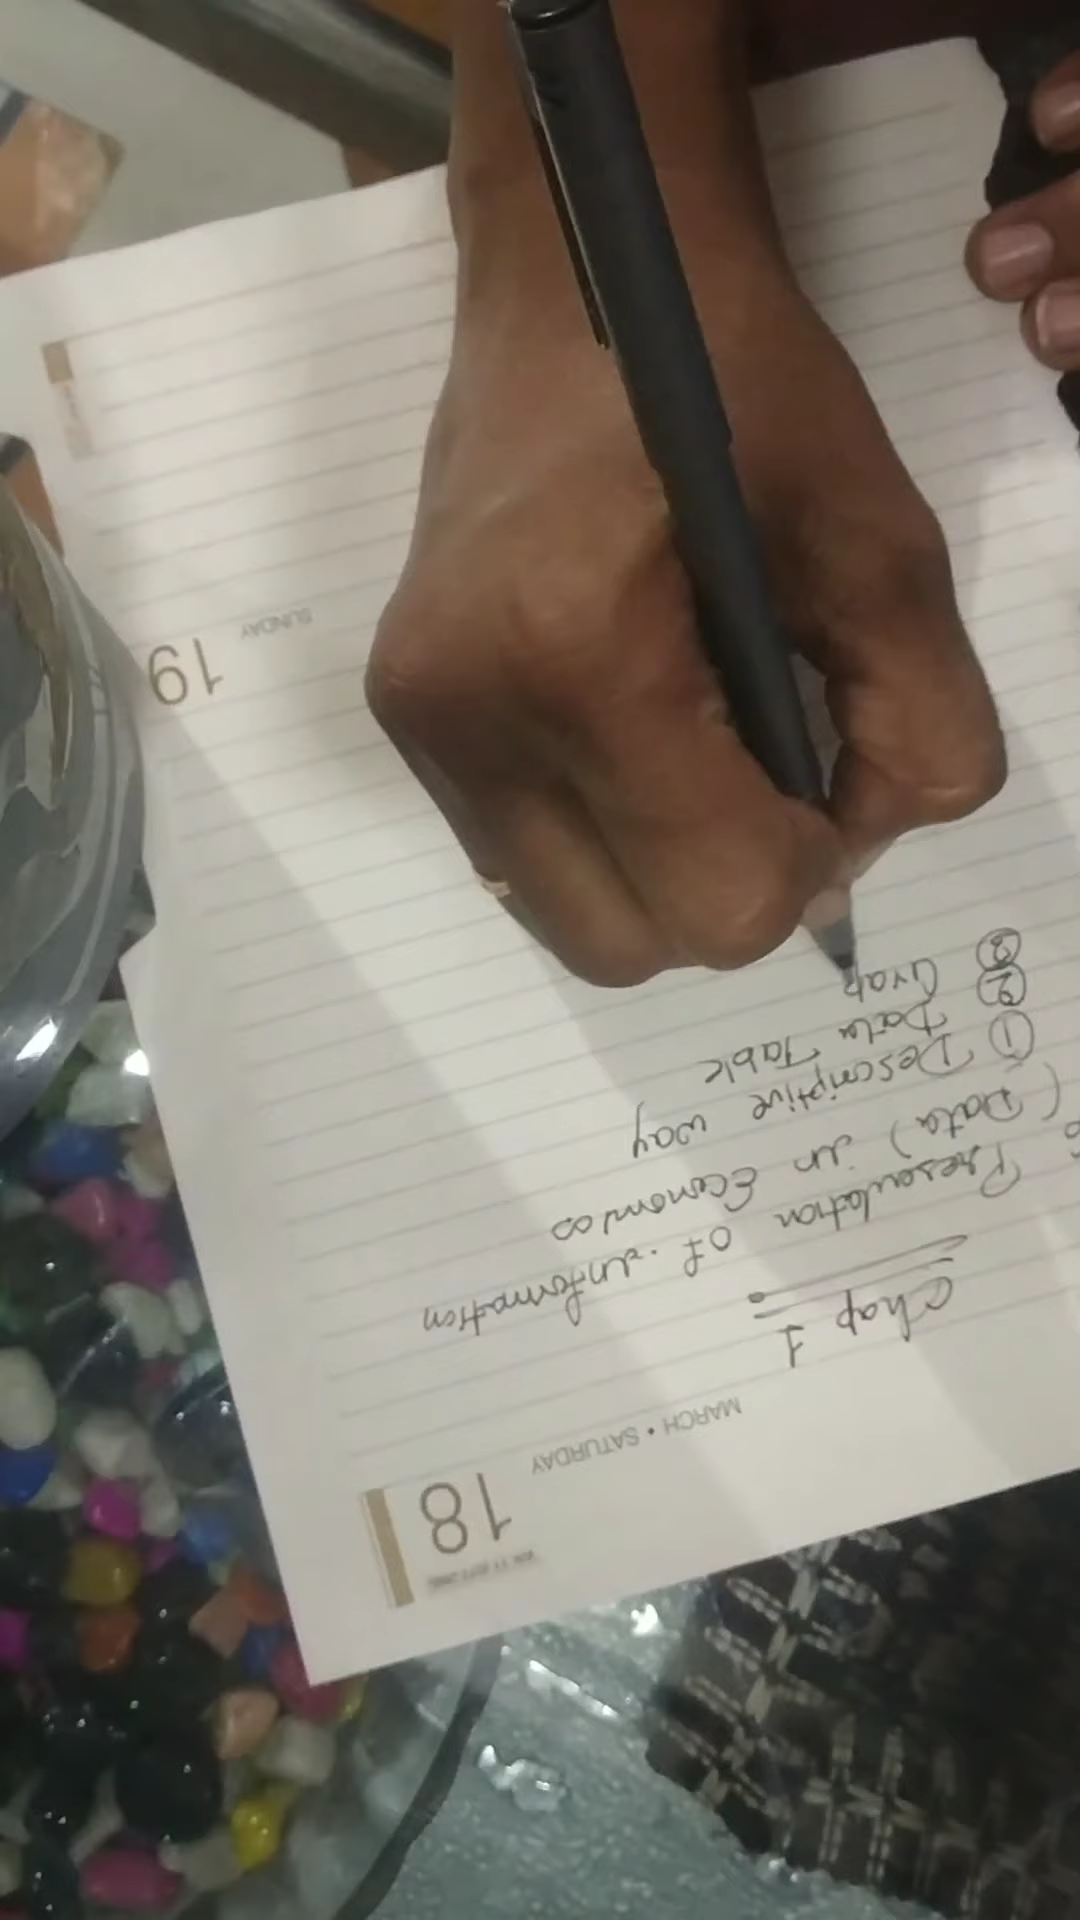 18
MARCH • SATURDAY
Chap 1
Presentation of Information
(Data) in Economics
① Descriptive way
② Data Table
③ Grap
19
SUNDAY